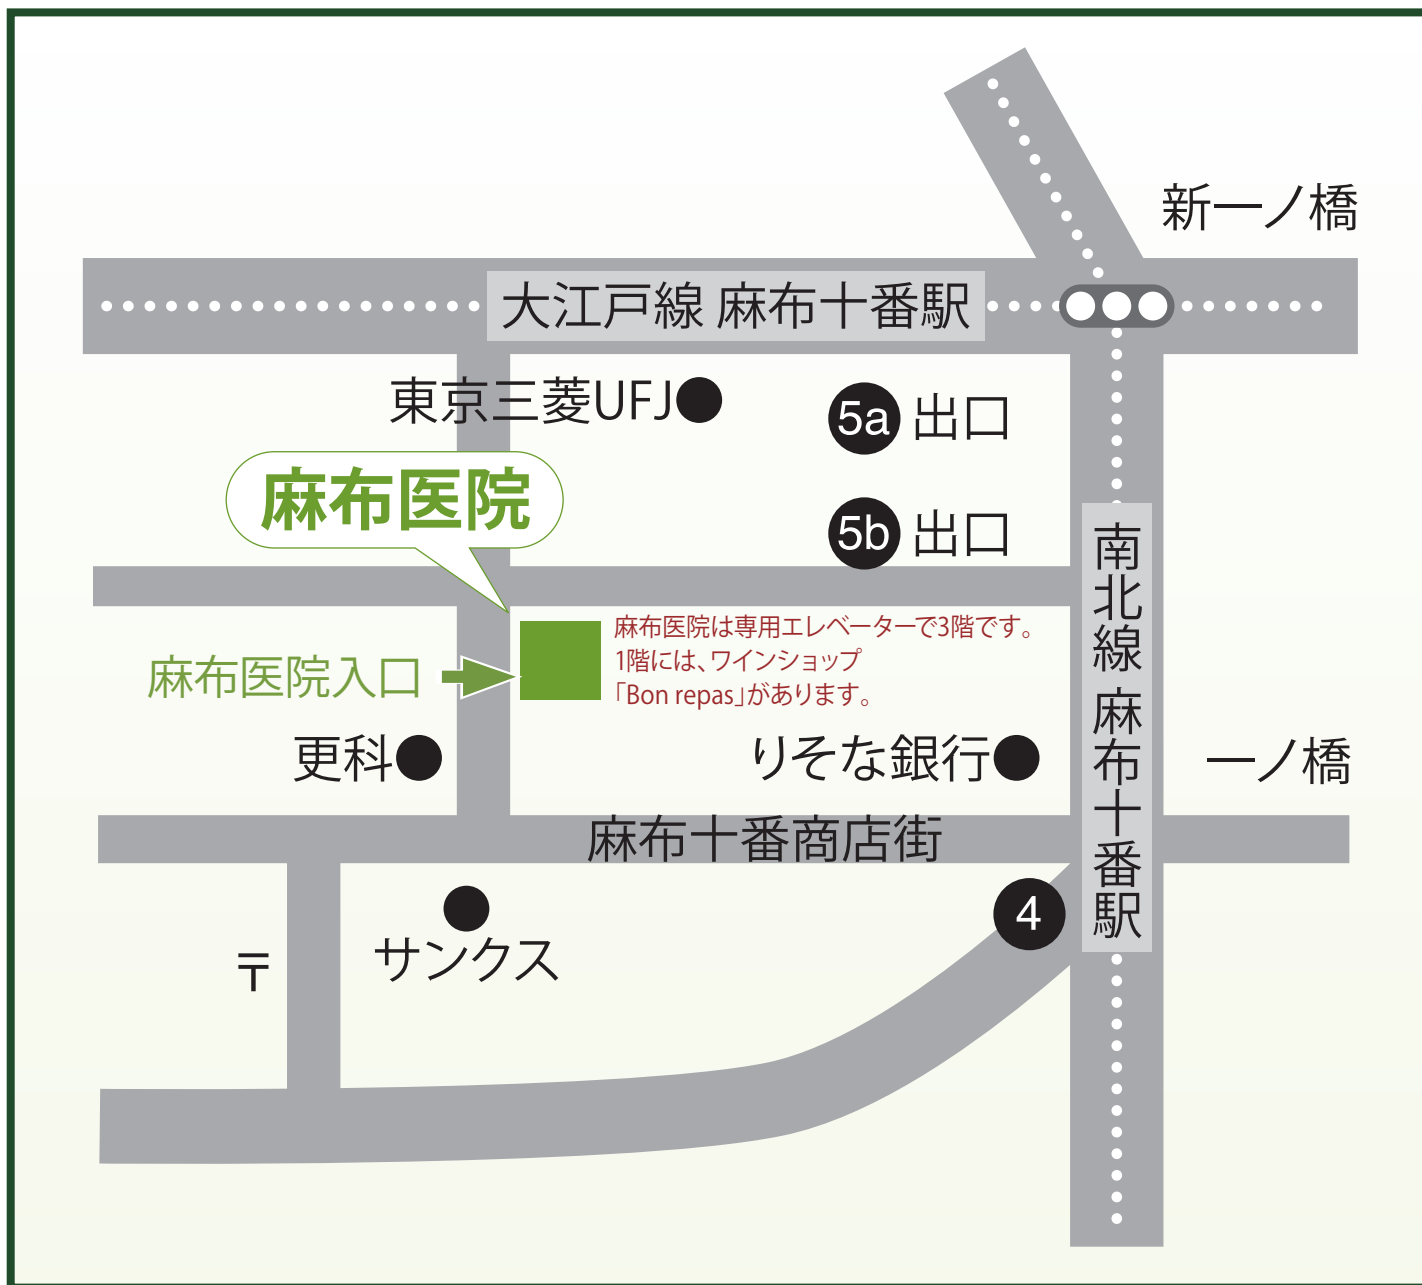 新一ノ橋
大江戸線 麻布十番駅
東京三菱UFJ
5a 出口
麻布医院
5b 出口
南北線 麻布十番駅
麻布医院は専用エレベーターで3階です。
1階には、ワインショップ
「Bon repas」があります。
麻布医院入口
更科
りそな銀行
一ノ橋
麻布十番商店街
4
サンクス
〒